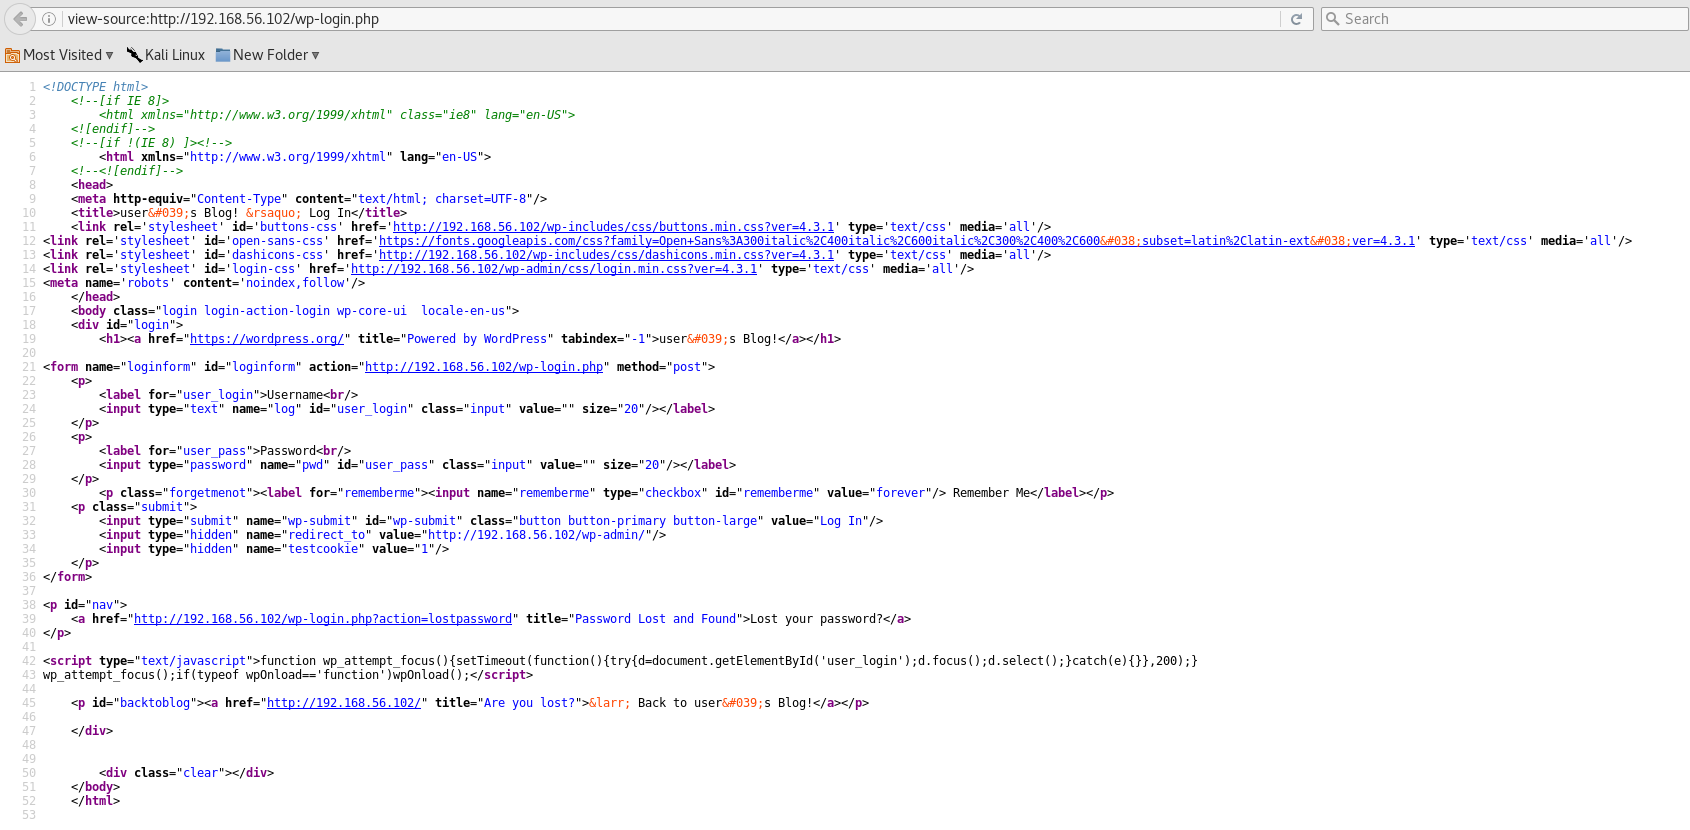 view-source:http://192.168.56.102/wp-login.php
Search
Most Visited
Kali Linux
New Folder
1 <!DOCTYPE html>
2     <!--[if IE 8]>
3         <html xmlns="http://www.w3.org/1999/xhtml" class="ie8" lang="en-US">
4     <![endif]-->
5     <!--[if !(IE 8) ]><!-->
6         <html xmlns="http://www.w3.org/1999/xhtml" lang="en-US">
7     <!--<![endif]-->
8     <head>
9     <meta http-equiv="Content-Type" content="text/html; charset=UTF-8"/>
10     <title>user&#039;s Blog! &rsaquo; Log In</title>
11     <link rel='stylesheet' id='buttons-css' href='http://192.168.56.102/wp-includes/css/buttons.min.css?ver=4.3.1' type='text/css' media='all'/>
12 <link rel='stylesheet' id='open-sans-css' href='https://fonts.googleapis.com/css?family=Open+Sans%3A300italic%2C400italic%2C600italic%2C300%2C400%2C600&#038;subset=latin%2Clatin-ext&#038;ver=4.3.1' type='text/css' media='all'/>
13 <link rel='stylesheet' id='dashicons-css' href='http://192.168.56.102/wp-includes/css/dashicons.min.css?ver=4.3.1' type='text/css' media='all'/>
14 <link rel='stylesheet' id='login-css' href='http://192.168.56.102/wp-admin/css/login.min.css?ver=4.3.1' type='text/css' media='all'/>
15 <meta name='robots' content='noindex,follow'/>
16     </head>
17     <body class="login login-action-login wp-core-ui  locale-en-us">
18     <div id="login">
19         <h1><a href="https://wordpress.org/" title="Powered by WordPress" tabindex="-1">user&#039;s Blog!</a></h1>
20
21 <form name="loginform" id="loginform" action="http://192.168.56.102/wp-login.php" method="post">
22     <p>
23         <label for="user_login">Username<br/>
24         <input type="text" name="log" id="user_login" class="input" value="" size="20"/></label>
25     </p>
26     <p>
27         <label for="user_pass">Password<br/>
28         <input type="password" name="pwd" id="user_pass" class="input" value="" size="20"/></label>
29     </p>
30         <p class="forgetmenot"><label for="rememberme"><input name="rememberme" type="checkbox" id="rememberme" value="forever"/> Remember Me</label></p>
31     <p class="submit">
32         <input type="submit" name="wp-submit" id="wp-submit" class="button button-primary button-large" value="Log In"/>
33         <input type="hidden" name="redirect_to" value="http://192.168.56.102/wp-admin/"/>
34         <input type="hidden" name="testcookie" value="1"/>
35     </p>
36 </form>
37
38 <p id="nav">
39     <a href="http://192.168.56.102/wp-login.php?action=lostpassword" title="Password Lost and Found">Lost your password?</a>
40 </p>
41
42 <script type="text/javascript">function wp_attempt_focus(){setTimeout(function(){try{d=document.getElementById('user_login');d.focus();d.select();}catch(e){}},200);}
43 wp_attempt_focus();if(typeof wpOnload=='function')wpOnload();</script>
44
45     <p id="backtoblog"><a href="http://192.168.56.102/" title="Are you lost?">&larr; Back to user&#039;s Blog!</a></p>
46
47     </div>
48
49
50         <div class="clear"></div>
51     </body>
52     </html>
53